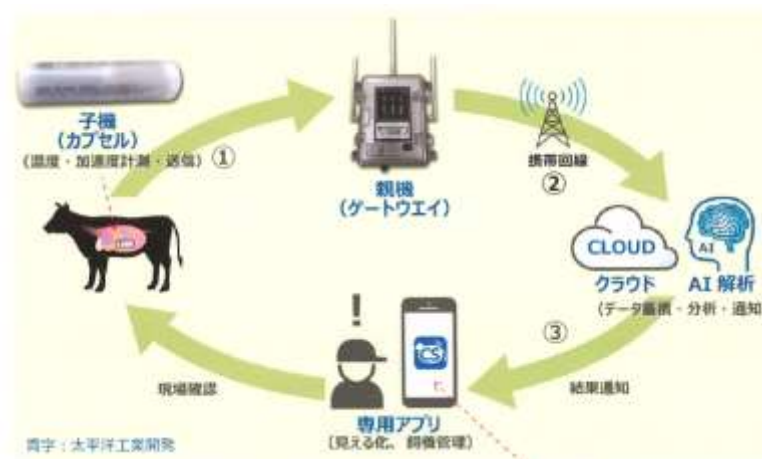 子機
(カプセル)
(温度・加速度計測・送信) ①
親機
(ゲートウエイ)
携帯回線
②
CLOUD
AI
クラウド
AI 解析
(データ蓄積・分析・通知
③
結果通知
!
CS
専用アプリ
(見える化、飼養管理)
現場確認
青字:太平洋工業開発